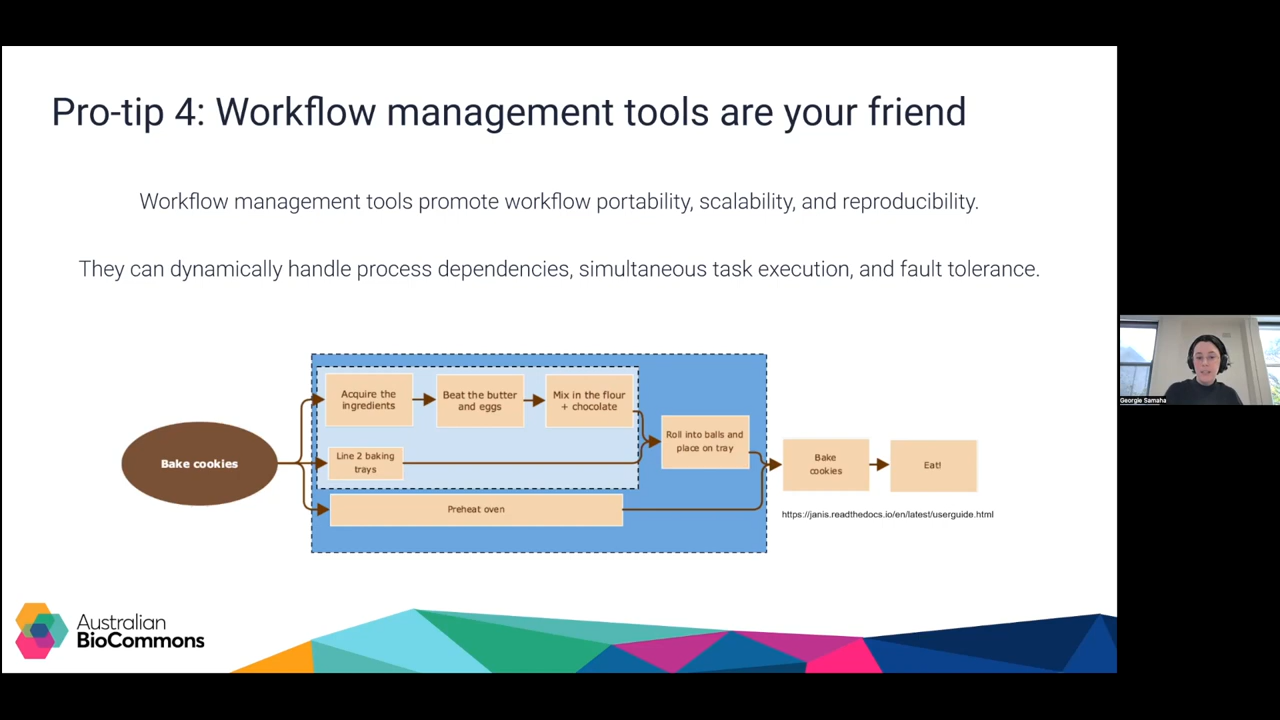 Pro-tip 4: Workflow management tools are your friend
Workflow management tools promote workflow portability, scalability, and reproducibility.
They can dynamically handle process dependencies, simultaneous task execution, and fault tolerance.
Bake cookies
Acquire the
ingredients
Beat the butter
and eggs
Mix in the flour
+ chocolate
Line 2 baking
trays
Preheat oven
Roll into balls and
place on tray
Bake
cookies
Eat!
https://janis.readthedocs.io/en/latest/userguide.html
Australian
BioCommons
Georgie Samaha